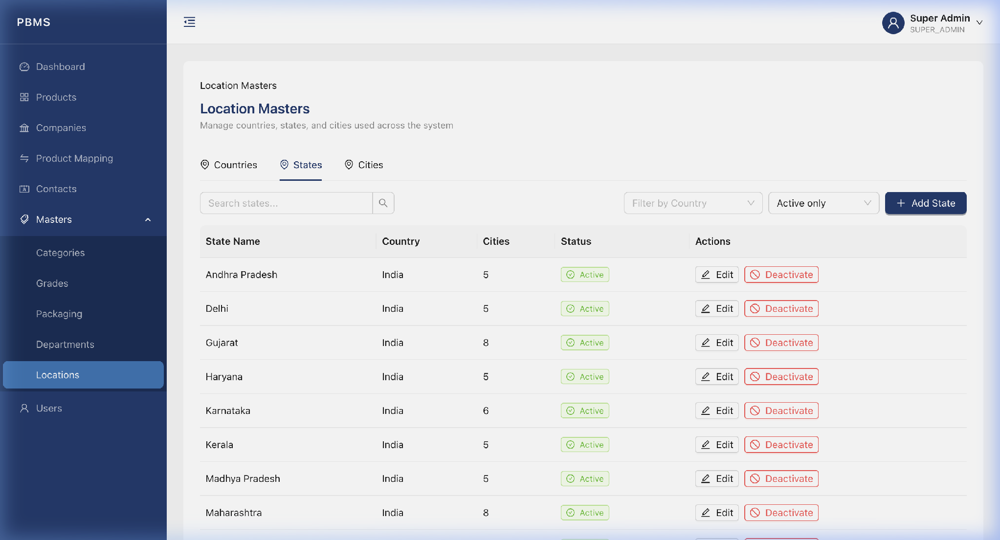 PBMS
Super Admin
SUPER_ADMIN
Dashboard
Products
Companies
Product Mapping
Contacts
Masters
Categories
Grades
Packaging
Departments
Locations
Users
Location Masters
Location Masters
Manage countries, states, and cities used across the system
Countries States Cities
Search states... Filter by Country Active only + Add State
State Name Country Cities Status Actions
Andhra Pradesh India 5 Active Edit Deactivate
Delhi India 5 Active Edit Deactivate
Gujarat India 8 Active Edit Deactivate
Haryana India 5 Active Edit Deactivate
Karnataka India 6 Active Edit Deactivate
Kerala India 5 Active Edit Deactivate
Madhya Pradesh India 5 Active Edit Deactivate
Maharashtra India 8 Active Edit Deactivate